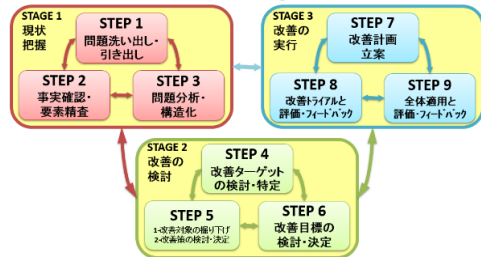 STAGE 1
現状
把握
STEP 1
問題洗い出し・
引き出し
STEP 2
事実確認・
要素精査
STEP 3
問題分析・
構造化
STAGE 3
改善の
実行
STEP 7
改善計画
立案
STEP 8
改善トライアルと
評価・フィードバック
STEP 9
全体適用と
評価・フィードバック
STAGE 2
改善の
検討
STEP 4
改善ターゲット
の検討・特定
STEP 5
1-改善対象の掘り下げ
2-改善策の検討・決定
STEP 6
改善目標の
検討・決定